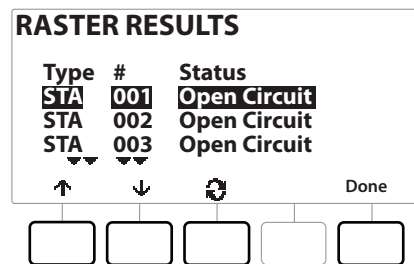 RASTER RESULTS
Type # Status
STA 001 Open Circuit
STA 002 Open Circuit
STA 003 Open Circuit
Done